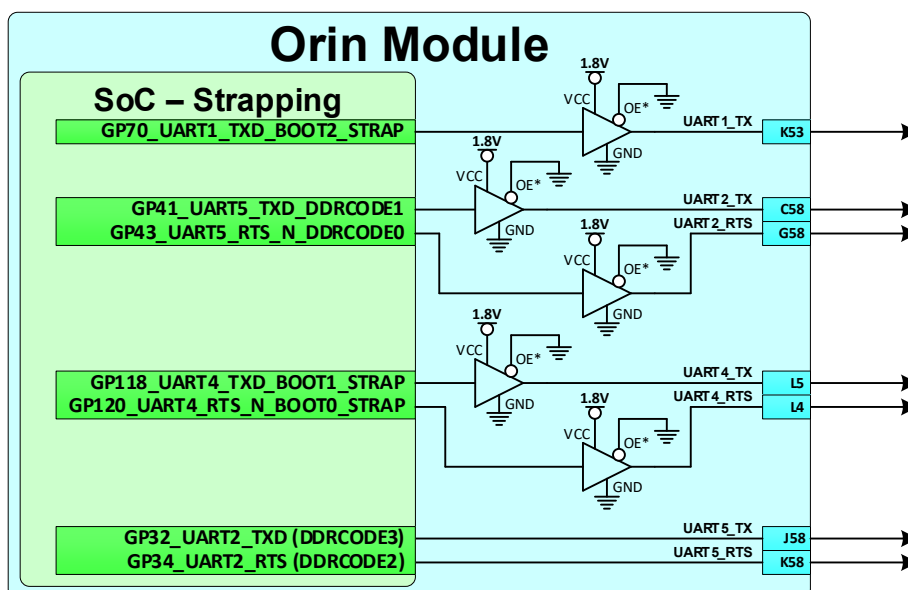 Orin Module
SoC – Strapping
1.8V
VCC
OE*
GND
GP70_UART1_TXD_BOOT2_STRAP
UART1_TX
K53
1.8V
VCC
OE*
GND
GP41_UART5_TXD_DDRCODE1
UART2_TX
C58
GP43_UART5_RTS_N_DDRCODE0
UART2_RTS
G58
1.8V
VCC
OE*
GND
1.8V
VCC
OE*
GND
GP118_UART4_TXD_BOOT1_STRAP
UART4_TX
L5
GP120_UART4_RTS_N_BOOT0_STRAP
UART4_RTS
L4
1.8V
VCC
OE*
GND
GP32_UART2_TXD (DDRCODE3)
UART5_TX
J58
GP34_UART2_RTS (DDRCODE2)
UART5_RTS
K58